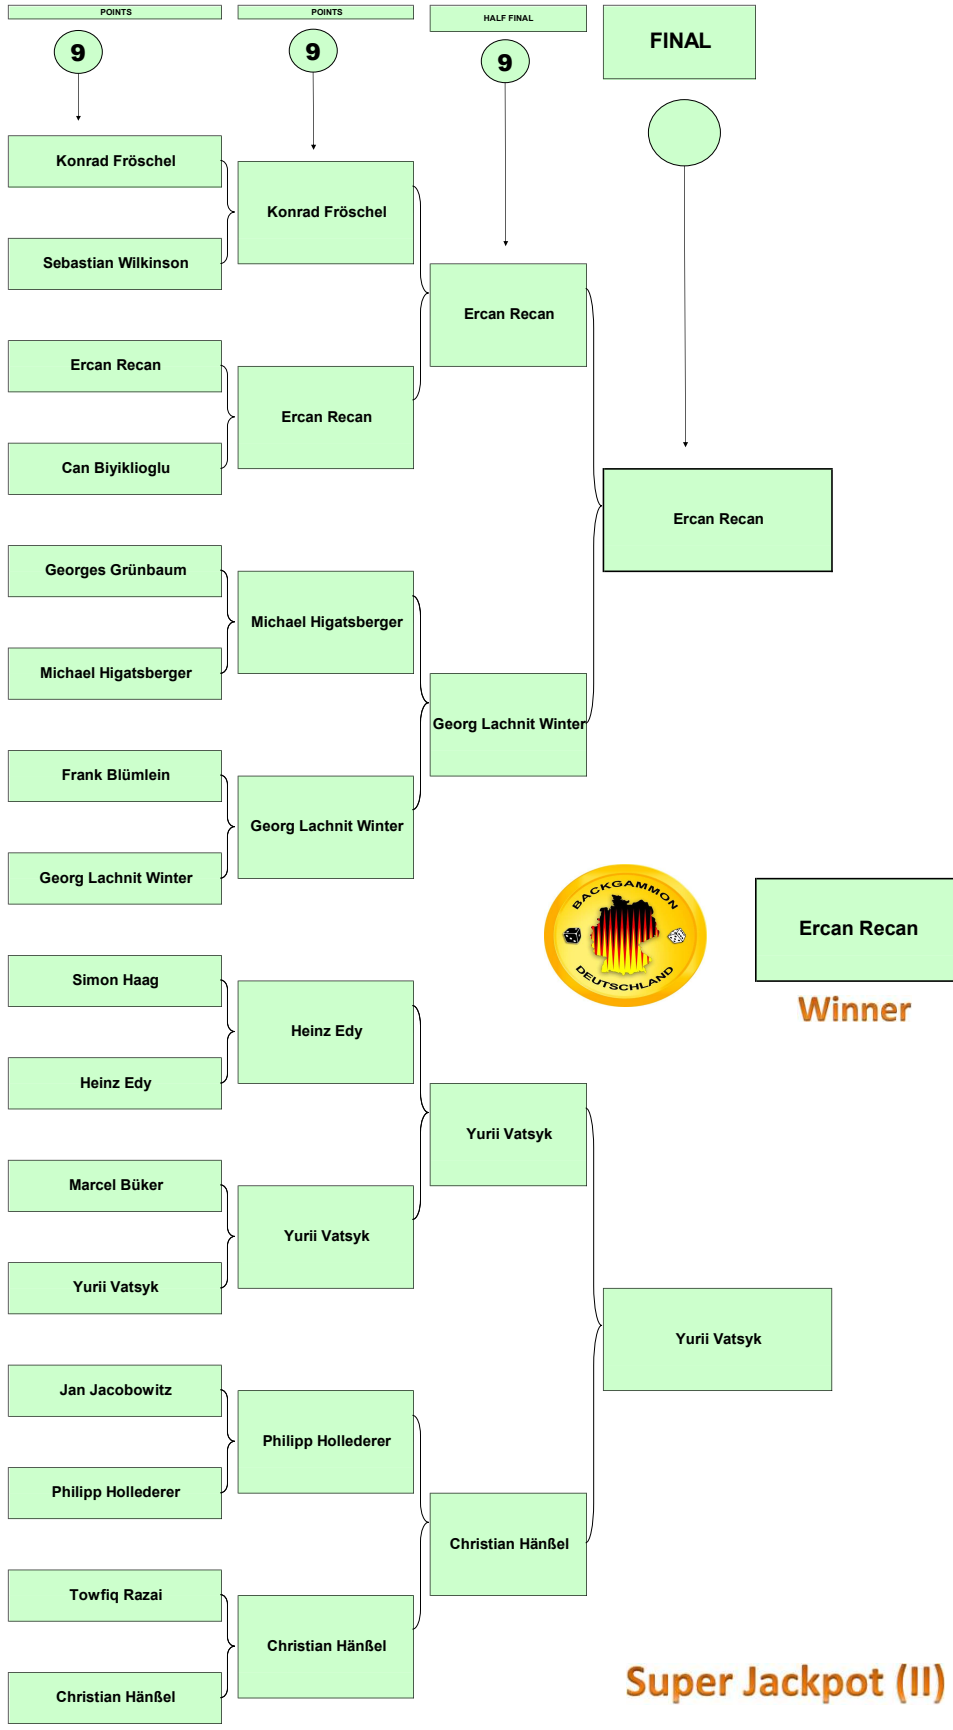 POINTS
POINTS
HALF FINAL
FINAL
9
9
9
Konrad Fröschel
Sebastian Wilkinson
Ercan Recan
Can Biyiklioglu
Georges Grünbaum
Michael Higatsberger
Frank Blümlein
Georg Lachnit Winter
Simon Haag
Heinz Edy
Marcel Büker
Yurii Vatsyk
Jan Jacobowitz
Philipp Hollederer
Towfiq Razai
Christian Hänßel
Konrad Fröschel
Ercan Recan
Michael Higatsberger
Georg Lachnit Winter
Heinz Edy
Yurii Vatsyk
Philipp Hollederer
Christian Hänßel
Ercan Recan
Georg Lachnit Winter
Yurii Vatsyk
Christian Hänßel
Ercan Recan
Yurii Vatsyk
BACKGAMMON
DEUTSCHLAND
Ercan Recan
Winner
Super Jackpot (II)